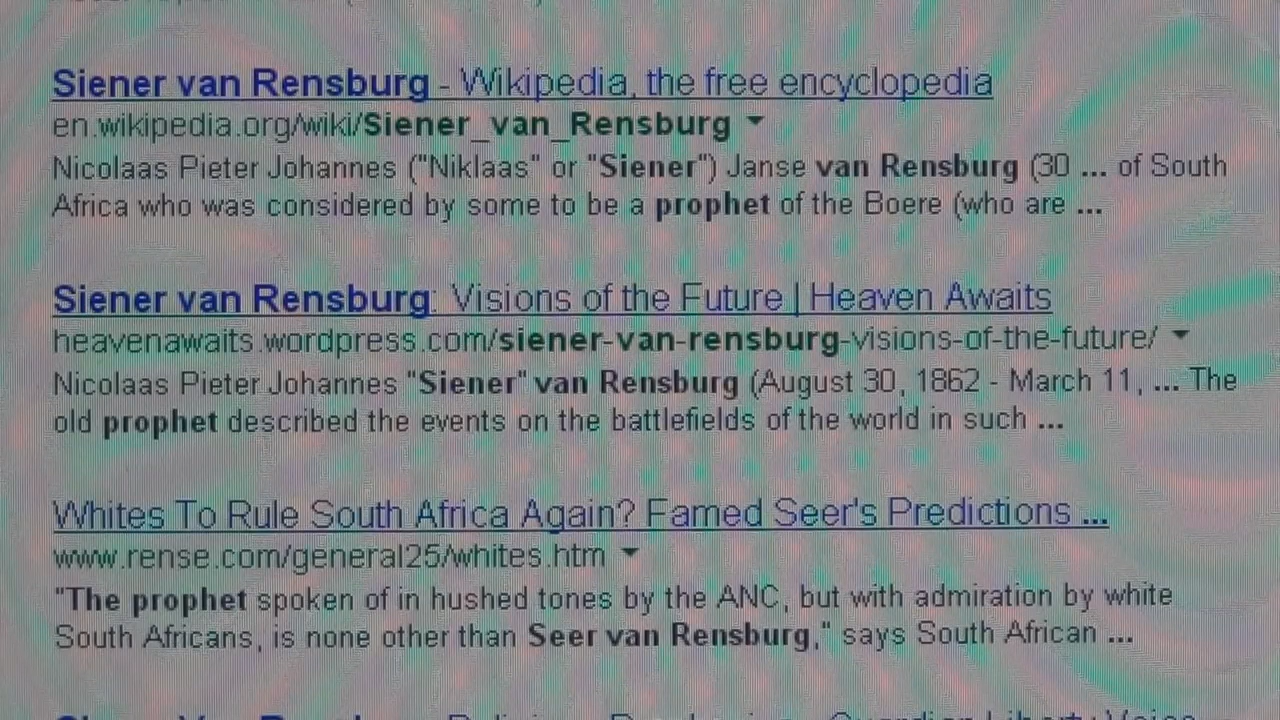 Siener van Rensburg - Wikipedia, the free encyclopedia
en.wikipedia.org/wiki/Siener_van_Rensburg
Nicolaas Pieter Johannes ("Niklaas" or "Siener") Janse van Rensburg (30 ... of South
Africa who was considered by some to be a prophet of the Boere (who are ...
Siener van Rensburg: Visions of the Future | Heaven Awaits
heavenawaits.wordpress.com/siener-van-rensburg-visions-of-the-future/
Nicolaas Pieter Johannes "Siener" van Rensburg (August 30, 1862 - March 11, ... The
old prophet described the events on the battlefields of the world in such ...
Whites To Rule South Africa Again? Famed Seer's Predictions ...
www.rense.com/general25/whites.htm
"The prophet spoken of in hushed tones by the ANC, but with admiration by white
South Africans, is none other than Seer van Rensburg," says South African ...